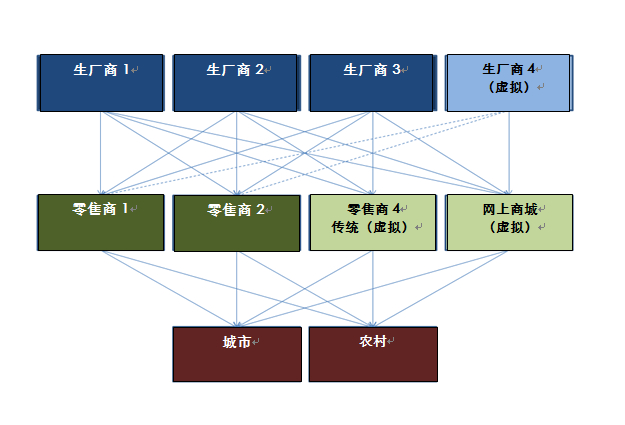 生厂商 1
生厂商 2
生厂商 3
生厂商 4
（虚拟）
零售商 1
零售商 2
零售商 4
传统（虚拟）
网上商城
（虚拟）
城市
农村